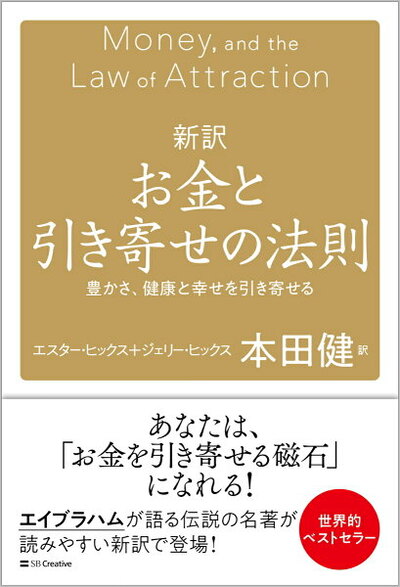 Money, and the
Law of Attraction
新訳
お金と
引き寄せの法則
豊かさ、健康と幸せを引き寄せる
エスター・ヒックス+ジェリー・ヒックス 本田健 訳
あなたは、
「お金を引き寄せる磁石」
になれる!
エイブラハムが語る伝説の名著が
読みやすい新訳で登場!
世界的
ベストセラー
SB Creative